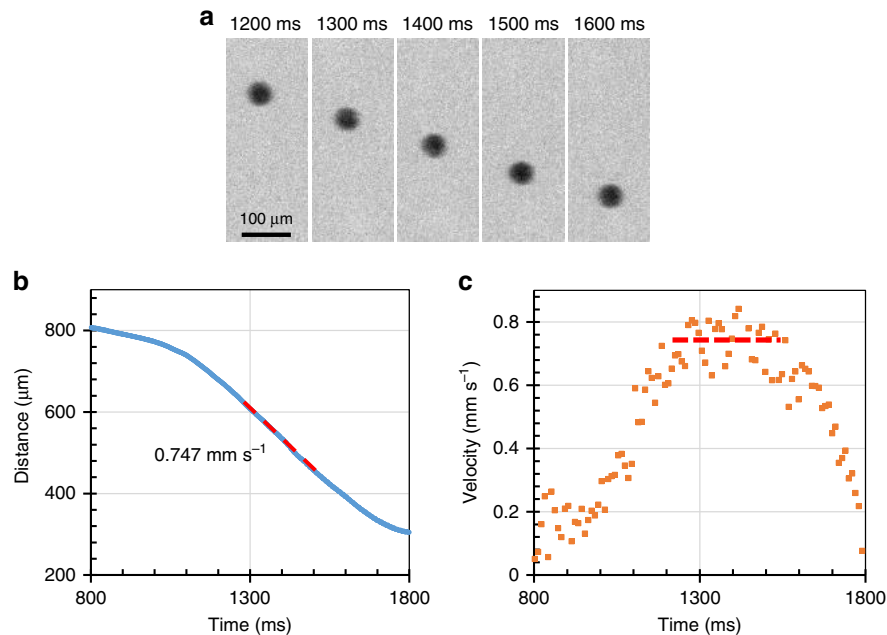 a
1200 ms 1300 ms 1400 ms 1500 ms 1600 ms
100 μm
b
800
600
400
200
800 1300 1800
Distance (μm)
Time (ms)
0.747 mm s⁻¹
c
0.8
0.6
0.4
0.2
0
800 1300 1800
Velocity (mm s⁻¹)
Time (ms)